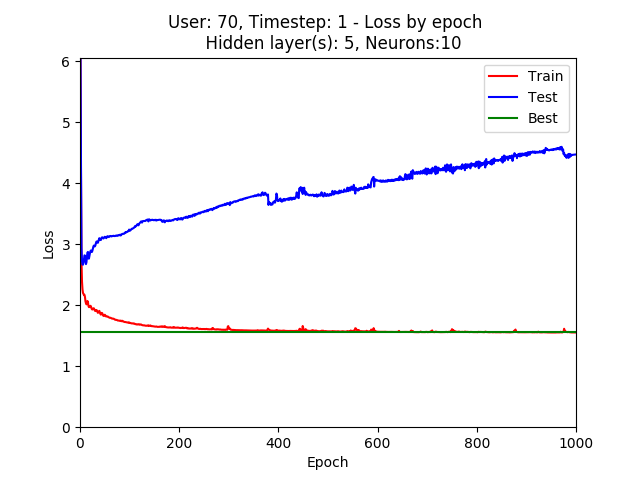 User: 70, Timestep: 1 - Loss by epoch
Hidden layer(s): 5, Neurons:10
Train
Test
Best
6
5
4
3
2
1
0
Loss
0 200 400 600 800 1000
Epoch